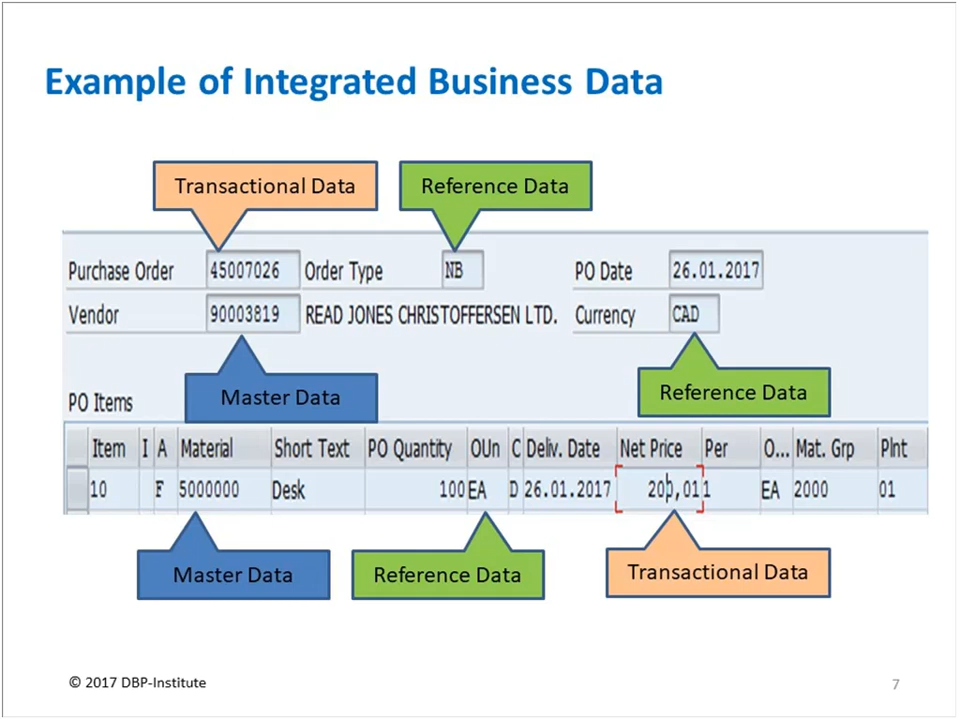 Example of Integrated Business Data
Transactional Data
Reference Data
Purchase Order 45007026 Order Type NB PO Date 26.01.2017
Vendor 90003819 READ JONES CHRISTOFFERSEN LTD. Currency CAD
Master Data
Reference Data
PO Items
Item I A Material Short Text PO Quantity OUn C Deliv. Date Net Price Per O... Mat. Grp Plnt
10 F 5000000 Desk 100 EA D 26.01.2017 200,01 1 EA 2000 01
Master Data
Reference Data
Transactional Data
© 2017 DBP-Institute
7